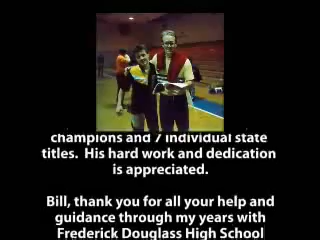 champions and 7 individual state
titles.  His hard work and dedication
is appreciated.
Bill, thank you for all your help and
guidance through my years with
Frederick Douglass High School